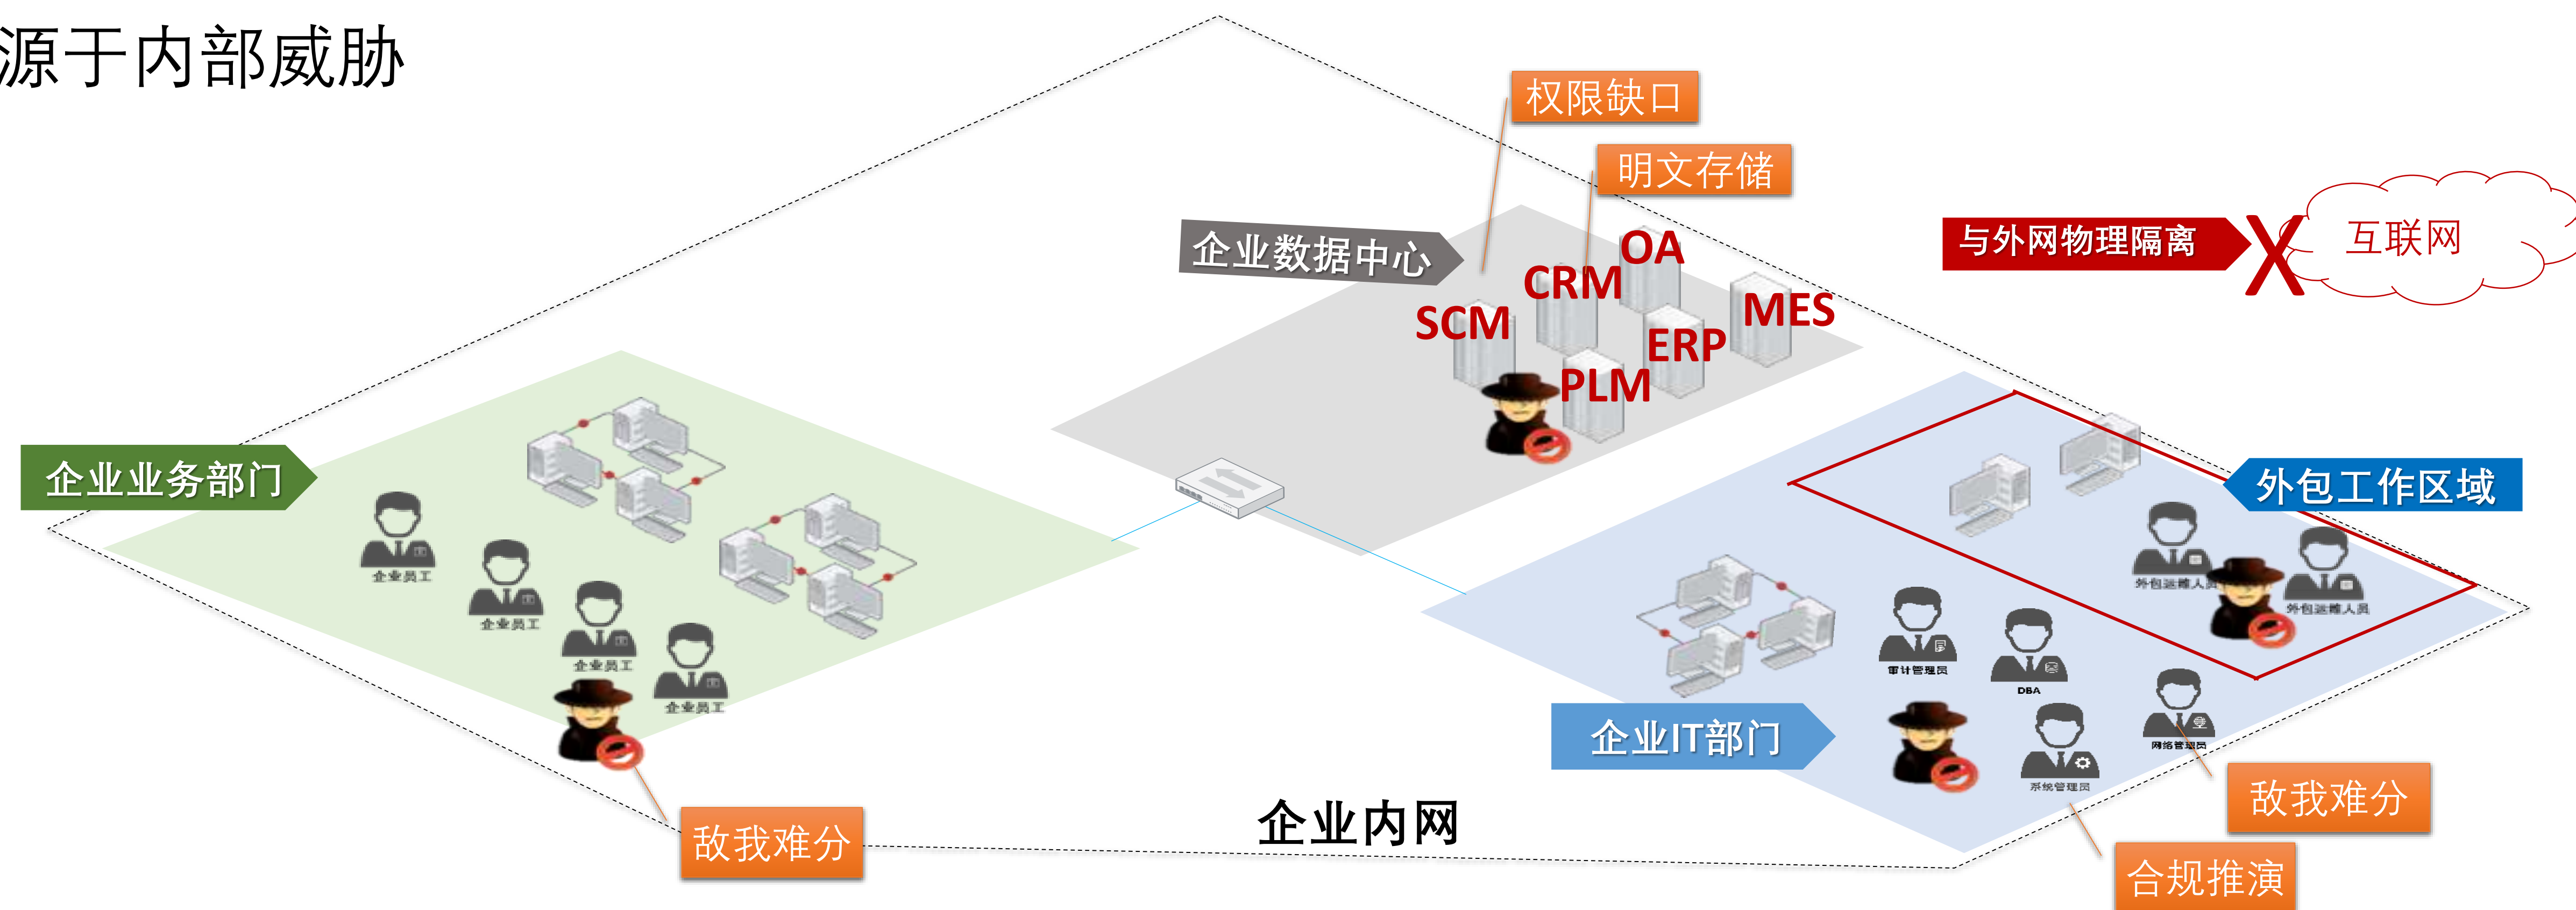 源于内部威胁
权限缺口
明文存储
企业数据中心
OA
CRM
SCM
MES
ERP
PLM
与外网物理隔离
X
互联网
企业业务部门
企业员工
企业员工
企业员工
企业员工
敌我难分
外包工作区域
外包运维人员
外包运维人员
审计管理员
DBA
网络管理员
系统管理员
企业IT部门
敌我难分
合规推演
企业内网